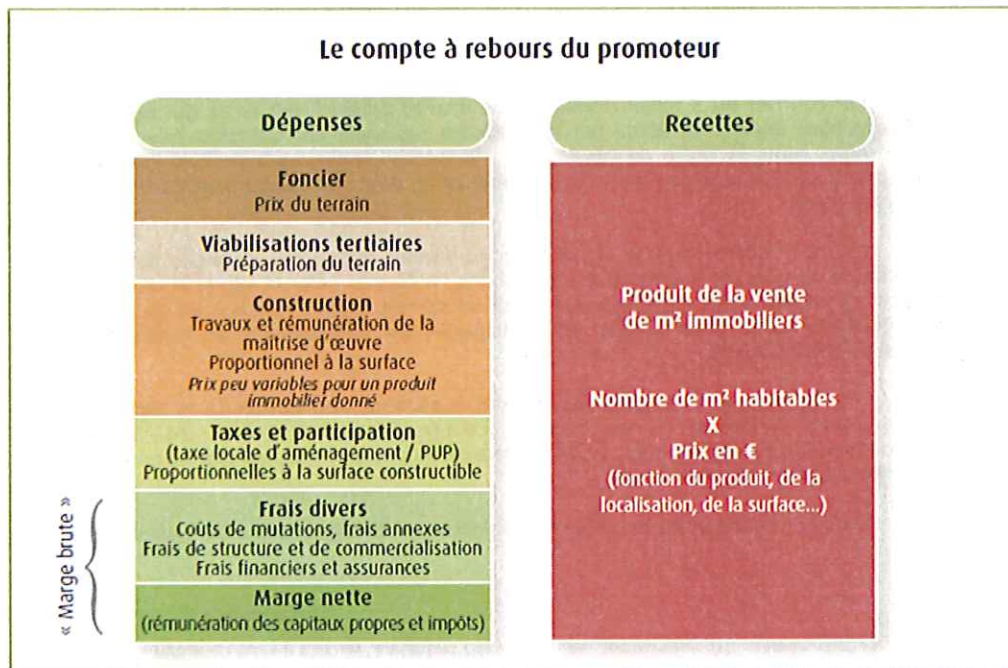 Le compte à rebours du promoteur
Dépenses
Foncier
Prix du terrain
Viabilisations tertiaires
Préparation du terrain
Construction
Travaux et rémunération de la
maîtrise d'œuvre
Proportionnel à la surface
Prix peu variables pour un produit
immobilier donné
Taxes et participation
(taxe locale d'aménagement / PUP)
Proportionnelles à la surface constructible
« Marge brute »
Frais divers
Coûts de mutations, frais annexes
Frais de structure et de commercialisation
Frais financiers et assurances
Marge nette
(rémunération des capitaux propres et impôts)
Recettes
Produit de la vente
de m² immobiliers
Nombre de m² habitables
X
Prix en €
(fonction du produit, de la
localisation, de la surface...)